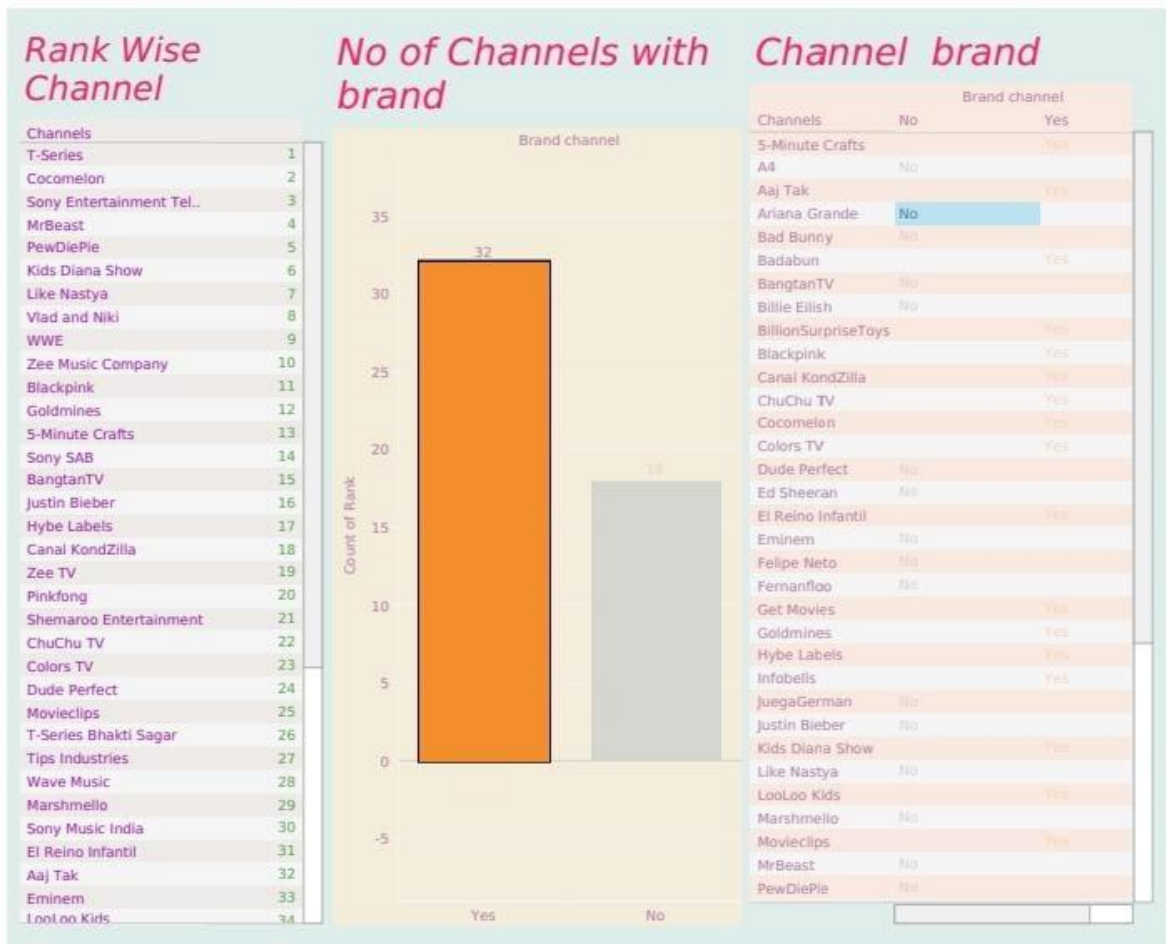 Rank Wise
Channel
Channels
T-Series 1
Cocomelon 2
Sony Entertainment Tel.. 3
MrBeast 4
PewDiePie 5
Kids Diana Show 6
Like Nastya 7
Vlad and Niki 8
WWE 9
Zee Music Company 10
Blackpink 11
Goldmines 12
5-Minute Crafts 13
Sony SAB 14
BangtanTV 15
Justin Bieber 16
Hybe Labels 17
Canal KondZilla 18
Zee TV 19
Pinkfong 20
Shemaroo Entertainment 21
ChuChu TV 22
Colors TV 23
Dude Perfect 24
Movieclips 25
T-Series Bhakti Sagar 26
Tips Industries 27
Wave Music 28
Marshmello 29
Sony Music India 30
El Reino Infantil 31
Aaj Tak 32
Eminem 33
LooLoo Kids 34
No of Channels with
brand
Brand channel
Count of Rank
35
32
30
25
20
18
15
10
5
0
-5
Yes No
Channel brand
Brand channel
Channels No Yes
5-Minute Crafts Yes
A4 No
Aaj Tak Yes
Ariana Grande No
Bad Bunny No
Badabun Yes
BangtanTV No
Billie Eilish No
BillionSurpriseToys Yes
Blackpink Yes
Canal KondZilla Yes
ChuChu TV Yes
Cocomelon Yes
Colors TV Yes
Dude Perfect No
Ed Sheeran No
El Reino Infantil Yes
Eminem No
Felipe Neto No
Fernanfloo No
Get Movies Yes
Goldmines Yes
Hybe Labels Yes
Infobells Yes
JuegaGerman No
Justin Bieber No
Kids Diana Show Yes
Like Nastya No
LooLoo Kids Yes
Marshmello No
Movieclips Yes
MrBeast No
PewDiePie No